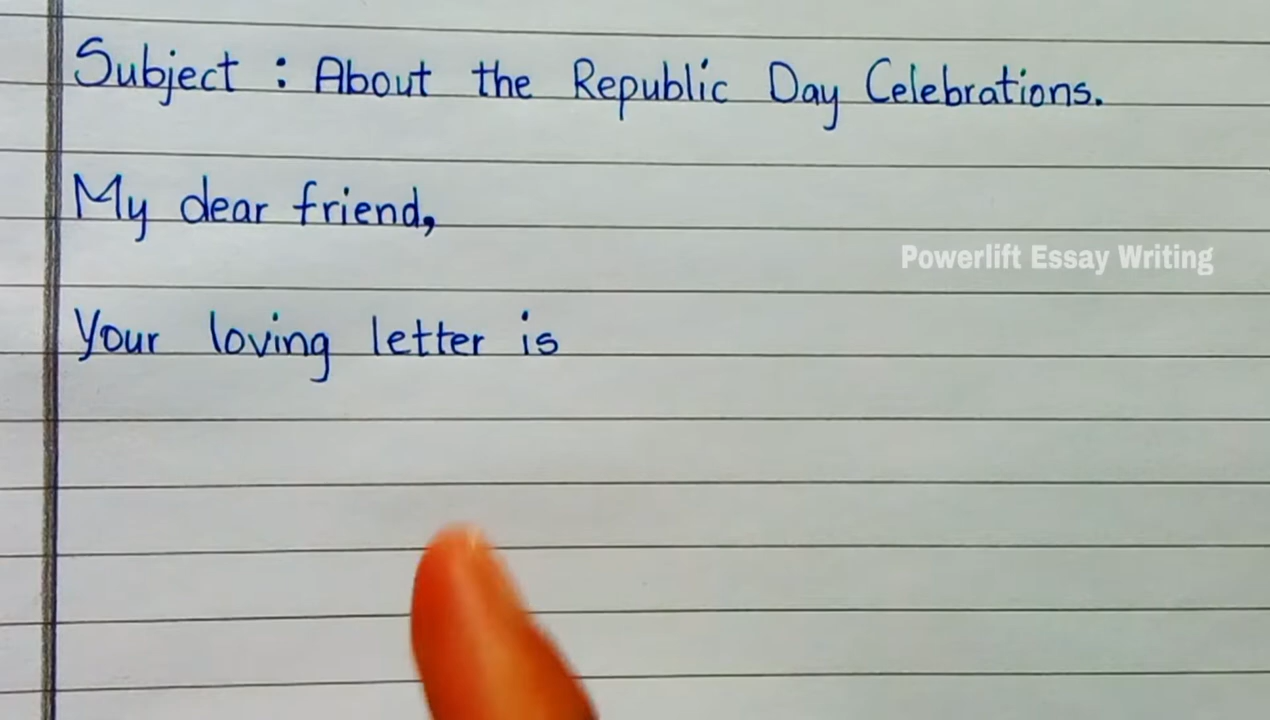 Subject : About the Republic Day Celebrations.
My dear friend,
Powerlift Essay Writing
Your loving letter is